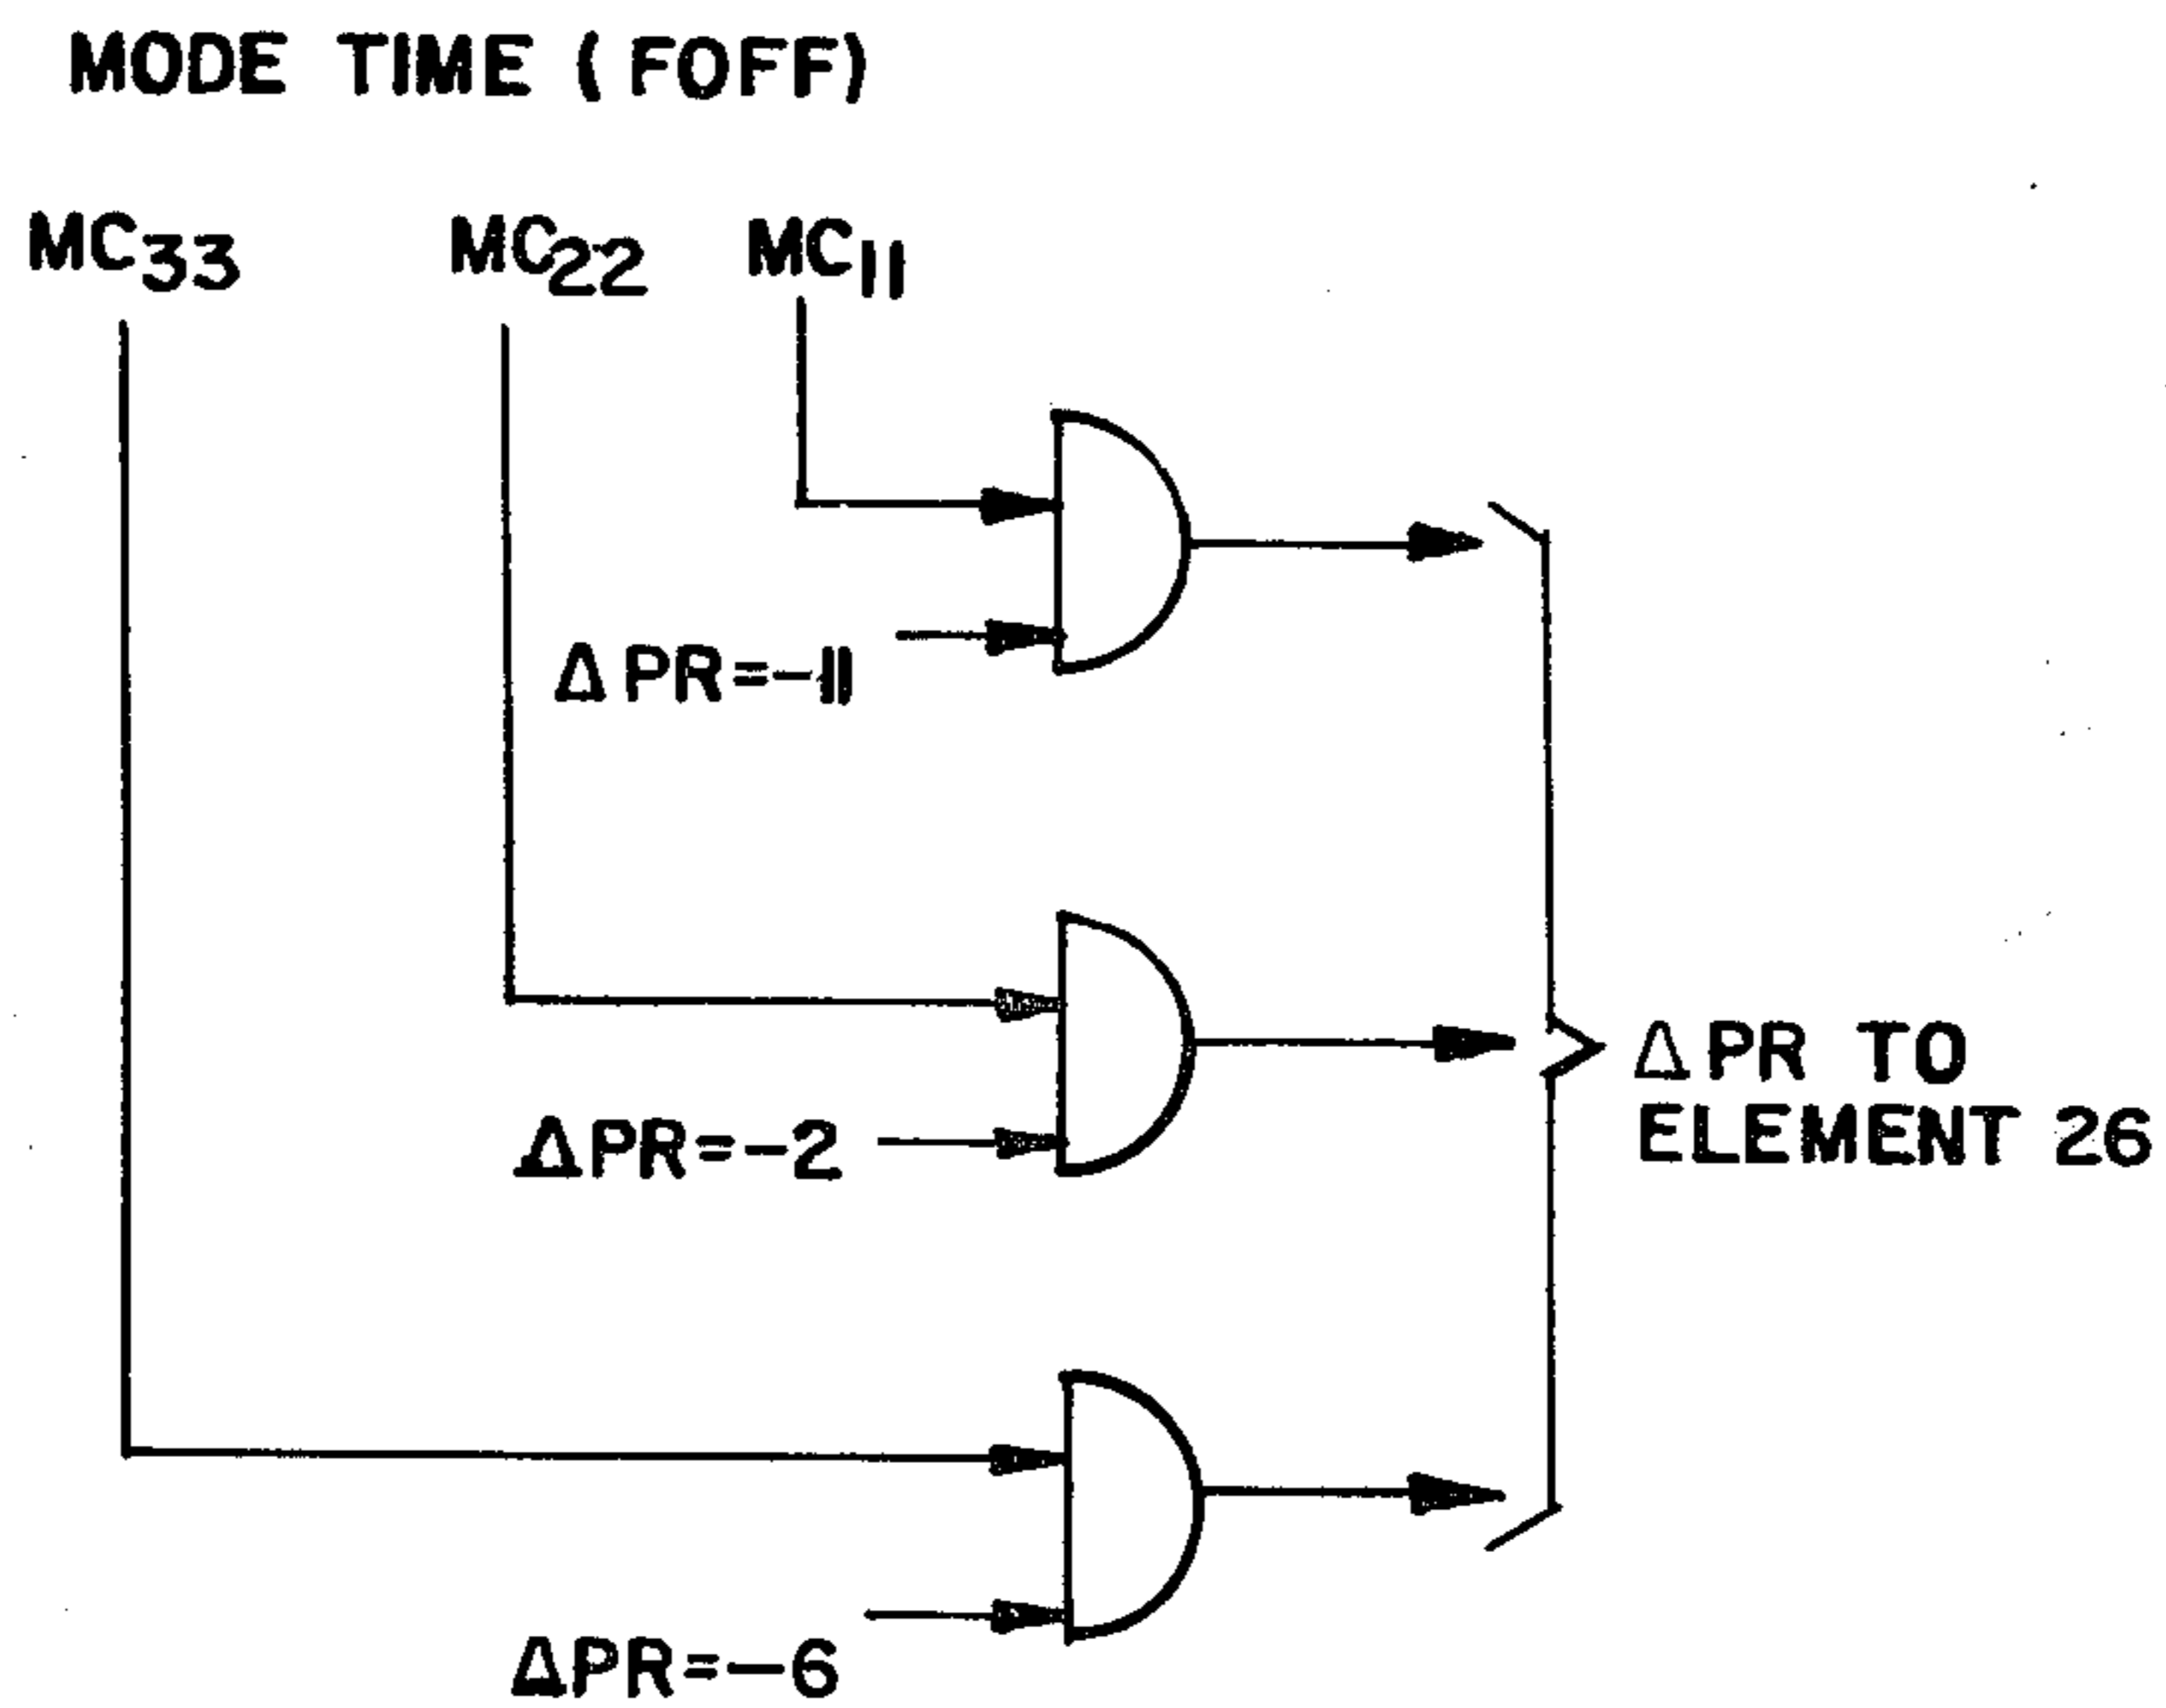 MODE TIME (FOFF)
MC33 MC22 MC11
ΔPR=-11
ΔPR=-2
ΔPR TO
ELEMENT 26
ΔPR=-6